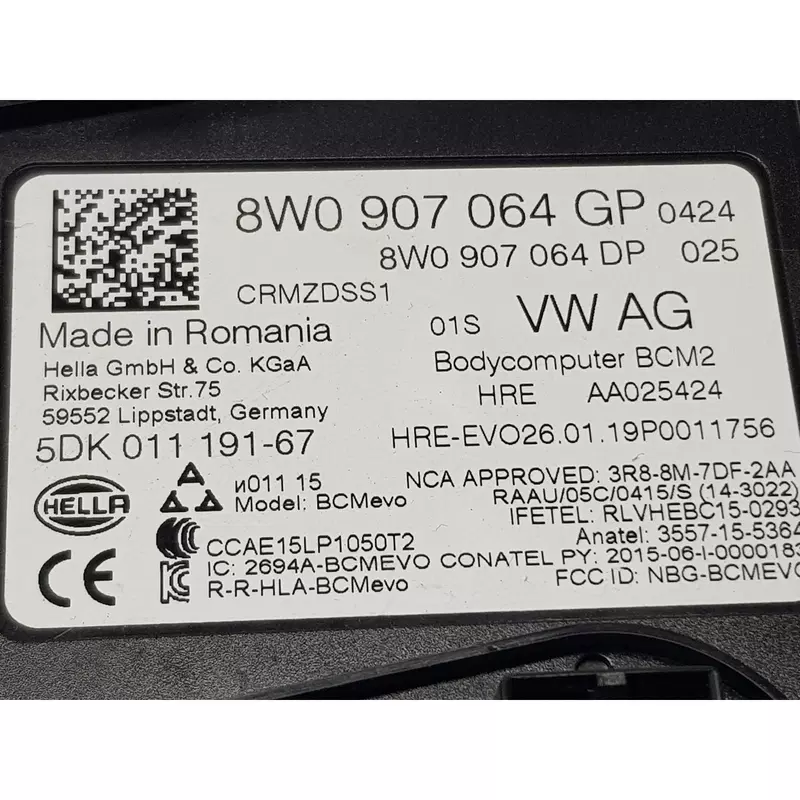 8W0 907 064 GP 0424
8W0 907 064 DP 025
CRMZDSS1
01S VW AG
Made in Romania
Hella GmbH & Co. KGaA
Rixbecker Str.75
59552 Lippstadt, Germany
Bodycomputer BCM2
HRE AA025424
5DK 011 191-67
HRE-EVO26.01.19P0011756
HELLA
A
и011 15
Model: BCMevo
NCA APPROVED: 3R8-8M-7DF-2AA
RAAU/05C/0415/S (14-3022)
IFETEL: RLVHEBC15-0293
Anatel: 3557-15-5364
CCAE15LP1050T2
IC: 2694A-BCMEVO CONATEL PY: 2015-06-I-0000183
R-R-HLA-BCMevo
FCC ID: NBG-BCMEVO
CE